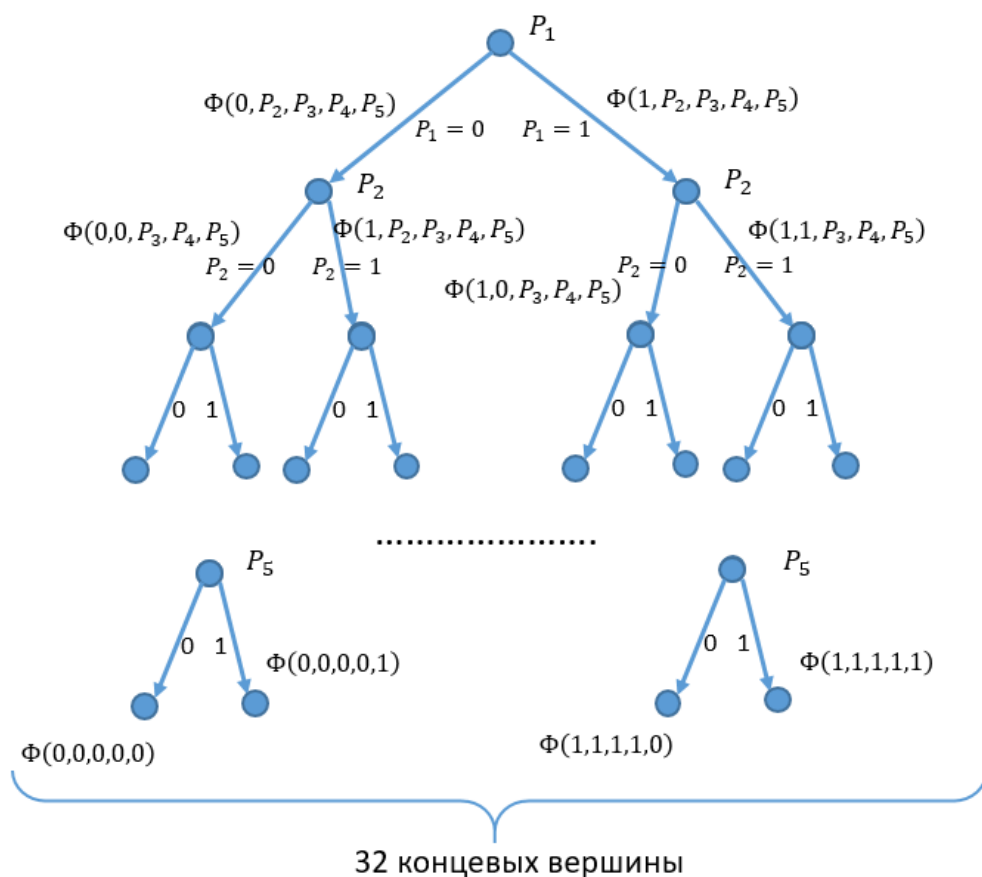 P₁
Φ(0, P₂, P₃, P₄, P₅)
Φ(1, P₂, P₃, P₄, P₅)
P₁ = 0
P₁ = 1
P₂
P₂
Φ(0,0, P₃, P₄, P₅)
Φ(1, P₂, P₃, P₄, P₅)
Φ(1,1, P₃, P₄, P₅)
P₂ = 0
P₂ = 1
P₂ = 0
P₂ = 1
Φ(1,0, P₃, P₄, P₅)
0 1
0 1
0 1
0 1
........................
P₅
P₅
0 1
0 1
Φ(0,0,0,0,1)
Φ(1,1,1,1,1)
Φ(0,0,0,0,0)
Φ(1,1,1,1,0)
32 концевых вершины